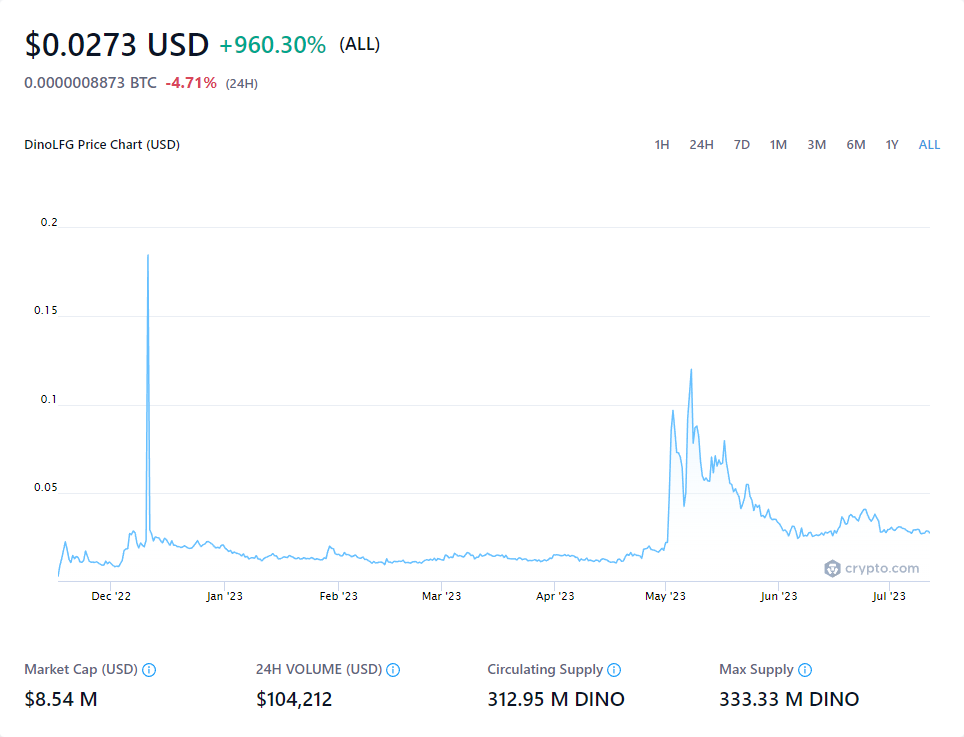 $0.0273 USD +960.30% (ALL)
0.0000008873 BTC -4.71% (24H)
DinoLFG Price Chart (USD) 1H 24H 7D 1M 3M 6M 1Y ALL
0.2
0.15
0.1
0.05
crypto.com
Dec '22 Jan '23 Feb '23 Mar '23 Apr '23 May '23 Jun '23 Jul '23
Market Cap (USD) 24H VOLUME (USD) Circulating Supply Max Supply
$8.54 M $104,212 312.95 M DINO 333.33 M DINO